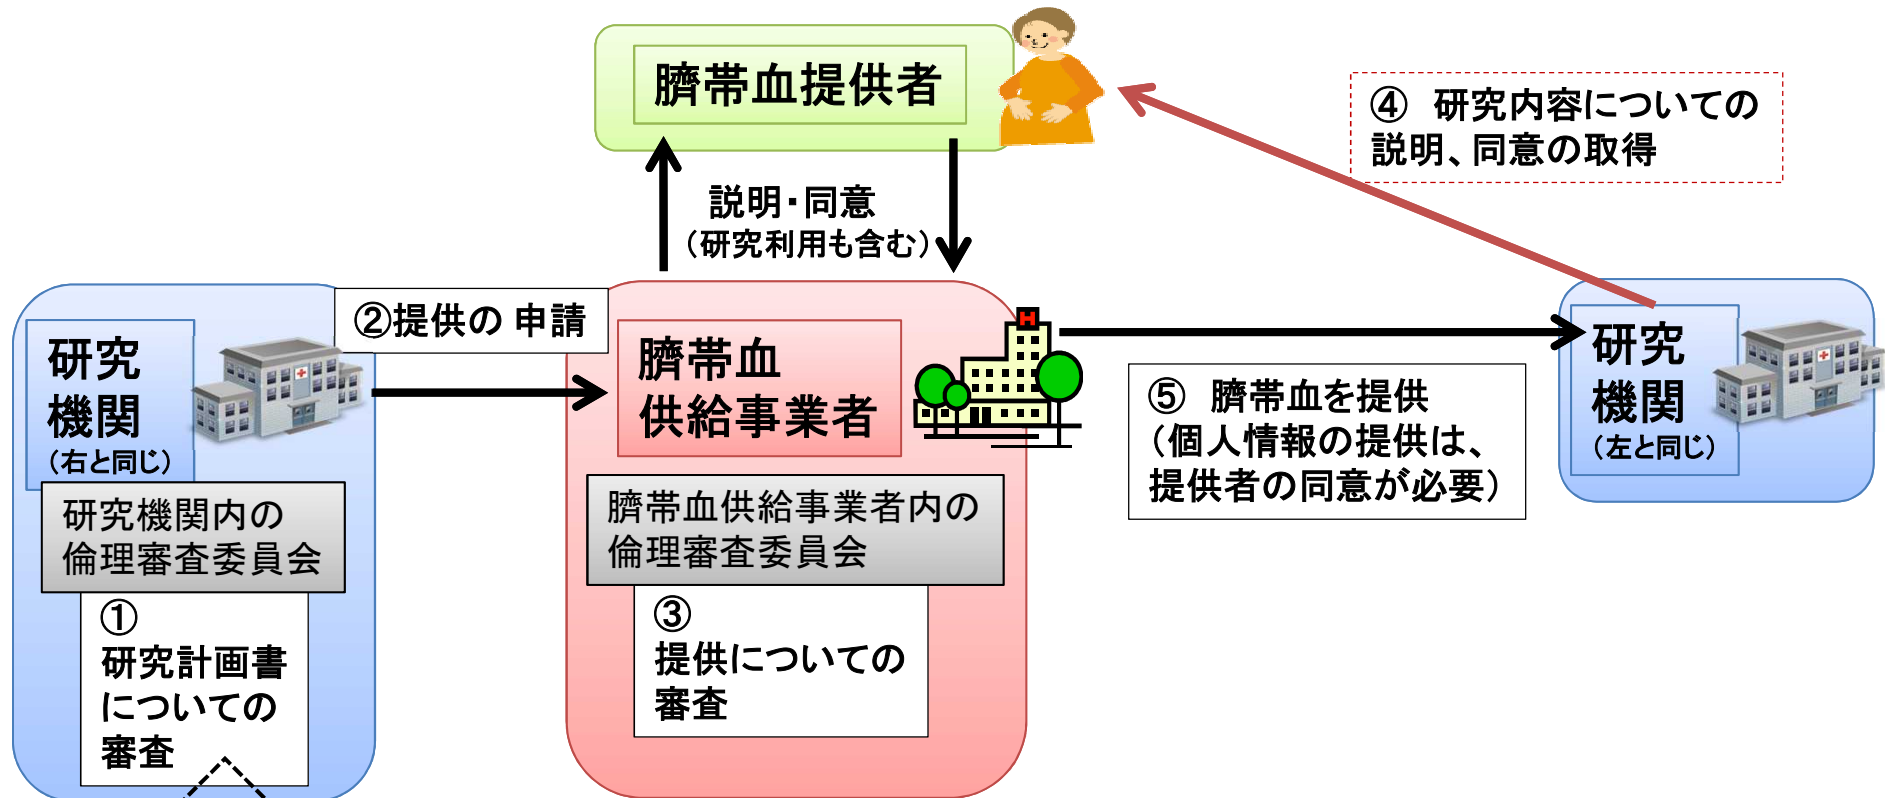 臍帯血提供者
④ 研究内容についての
説明、同意の取得
説明・同意
（研究利用も含む）
②提供の 申請
研究
機関
（右と同じ）
臍帯血
供給事業者
H
研究
機関
（左と同じ）
⑤ 臍帯血を提供
（個人情報の提供は、
提供者の同意が必要）
研究機関内の
倫理審査委員会
臍帯血供給事業者内の
倫理審査委員会
①
研究計画書
についての
審査
③
提供についての
審査